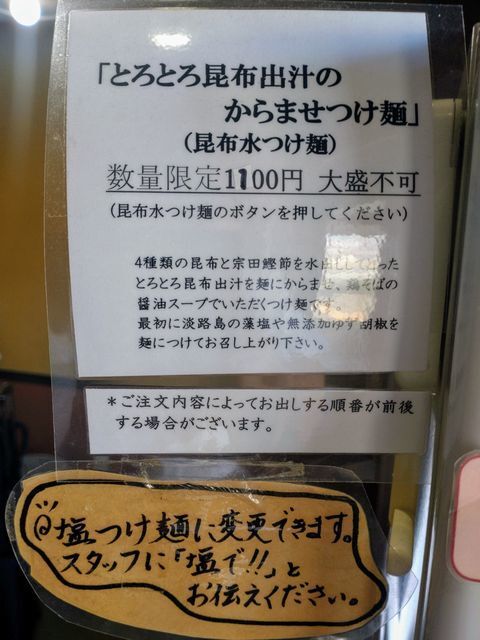 「とろとろ昆布出汁の
からませつけ麺」
(昆布水つけ麺)
数量限定1100円 大盛不可
(昆布水つけ麺のボタンを押してください)
4種類の昆布と宗田鰹節を水出しして
とろとろ昆布出汁を麺にからませ、鶏そばの
醤油スープでいただくつけ麺です。
最初に淡路島の藻塩や無添加ゆず胡椒を
麺につけてお召し上がり下さい。
*ご注文内容によってお出しする順番が前後
する場合がございます。
塩つけ麺に変更できます。
スタッフに「塩で!!」と
お伝えください。